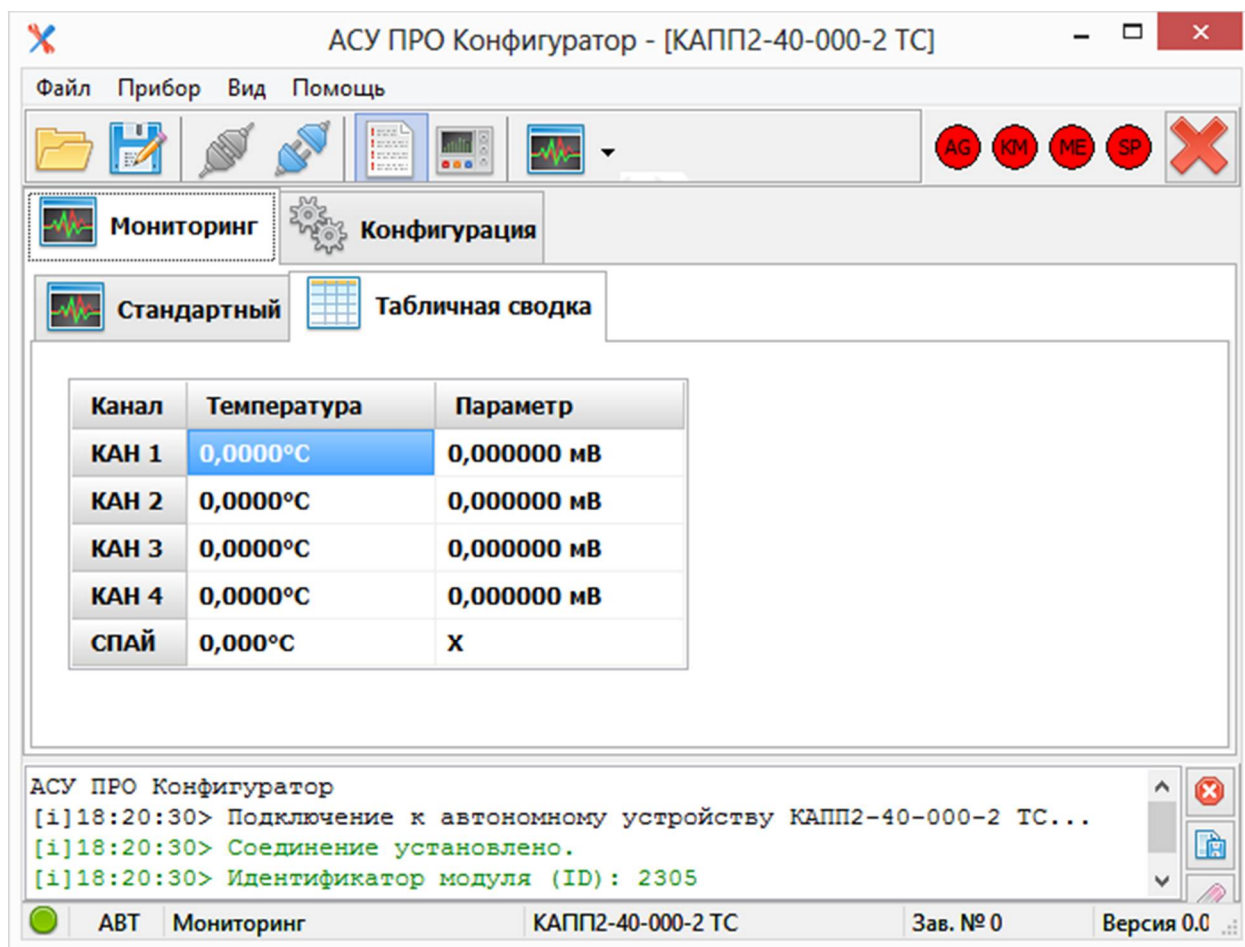 АСУ ПРО Конфигуратор - [КАПП2-40-000-2 ТС]
Файл Прибор Вид Помощь
AG KM ME SP
Мониторинг Конфигурация
Стандартный Табличная сводка
Канал Температура Параметр
КАН 1 0,0000°C 0,000000 мВ
КАН 2 0,0000°C 0,000000 мВ
КАН 3 0,0000°C 0,000000 мВ
КАН 4 0,0000°C 0,000000 мВ
СПАЙ 0,000°C X
АСУ ПРО Конфигуратор
[i]18:20:30> Подключение к автономному устройству КАПП2-40-000-2 ТС...
[i]18:20:30> Соединение установлено.
[i]18:20:30> Идентификатор модуля (ID): 2305
АВТ Мониторинг КАПП2-40-000-2 ТС Зав. № 0 Версия 0.0